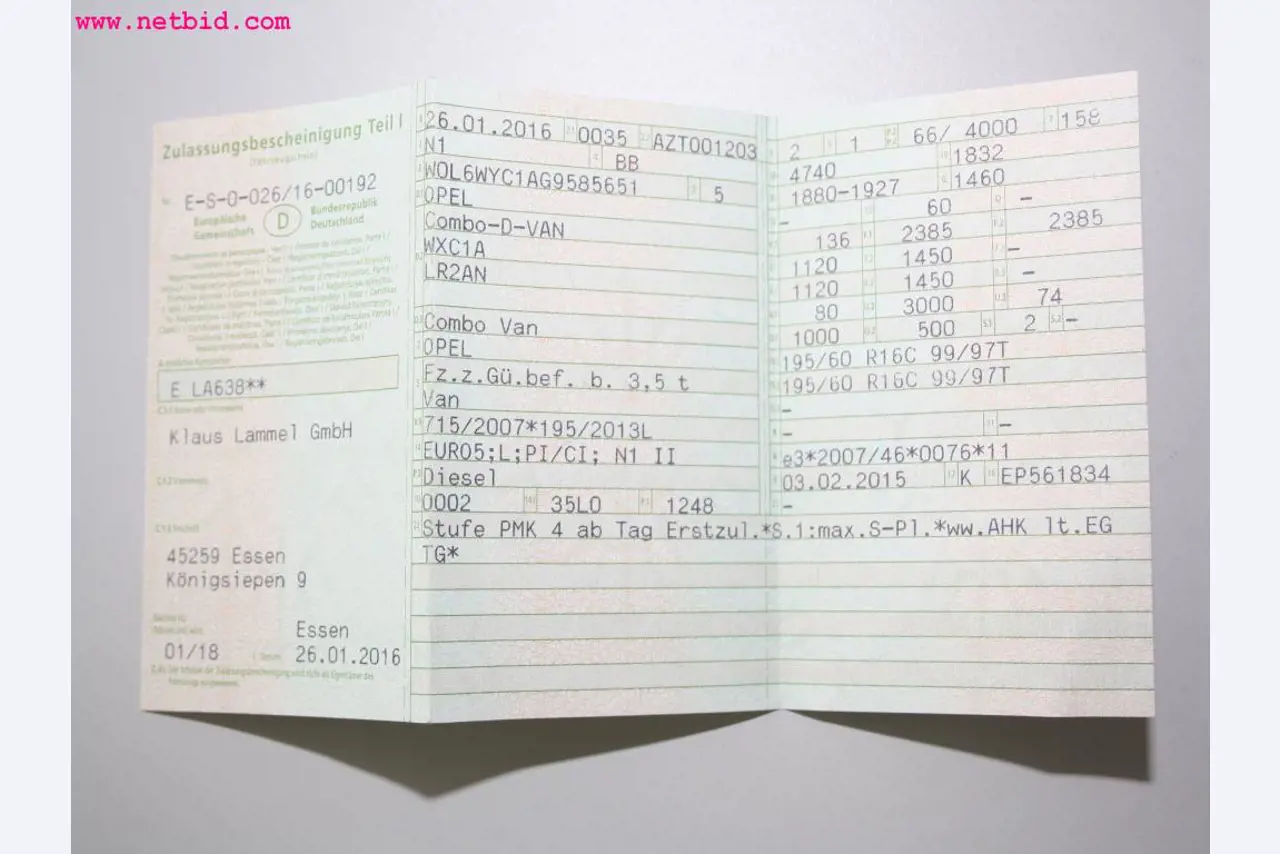 www.netbid.com
Zulassungsbescheinigung Teil I
(Fahrzeugschein)
Nr. E-S-O-026/16-00192
Europäische Gemeinschaft D Bundesrepublik Deutschland
E LA638**
Klaus Lammel GmbH
45259 Essen
Königsiepen 9
Essen
01/18 26.01.2016
26.01.2016 0035 AZT001203
N1 BB
W0L6WYC1AG9585651 5
OPEL
Combo-D-VAN
WXC1A
LR2AN
Combo Van
OPEL
Fz.z.Gü.bef. b. 3,5 t
Van
715/2007*195/2013L
EURO5;L;PI/CI; N1 II
Diesel
0002 35L0 1248
Stufe PMK 4 ab Tag Erstzul.*S.1:max.S-Pl.*ww.AHK lt.EG
TG*
2 1 66/ 4000 158
4740 1832
1880-1927 1460
- 60 -
136 2385 2385
1120 1450 -
1120 1450 -
80 3000 74
1000 500 2 -
195/60 R16C 99/97T
195/60 R16C 99/97T
-
- -
e3*2007/46*0076*11
03.02.2015 K EP561834
-